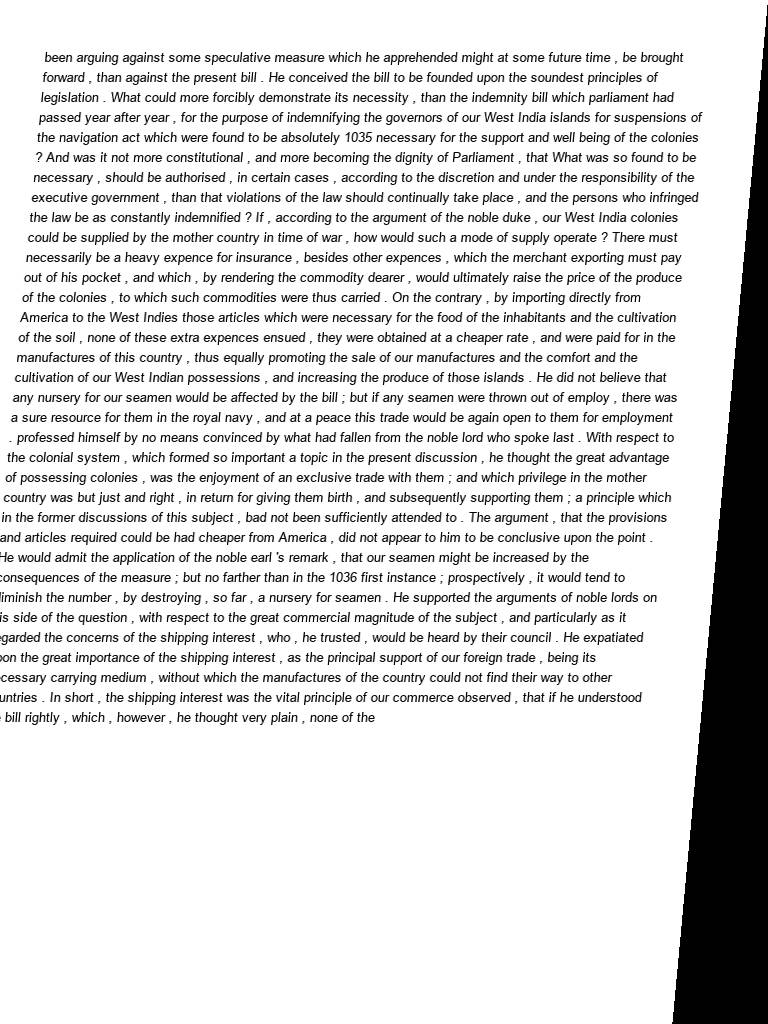 been arguing against some speculative measure which he apprehended might at some future time , be brought
forward , than against the present bill . He conceived the bill to be founded upon the soundest principles of
legislation . What could more forcibly demonstrate its necessity , than the indemnity bill which parliament had
passed year after year , for the purpose of indemnifying the governors of our West India islands for suspensions of
the navigation act which were found to be absolutely 1035 necessary for the support and well being of the colonies
? And was it not more constitutional , and more becoming the dignity of Parliament , that What was so found to be
necessary , should be authorised , in certain cases , according to the discretion and under the responsibility of the
executive government , than that violations of the law should continually take place , and the persons who infringed
the law be as constantly indemnified ? If , according to the argument of the noble duke , our West India colonies
could be supplied by the mother country in time of war , how would such a mode of supply operate ? There must
necessarily be a heavy expence for insurance , besides other expences , which the merchant exporting must pay
out of his pocket , and which , by rendering the commodity dearer , would ultimately raise the price of the produce
of the colonies , to which such commodities were thus carried . On the contrary , by importing directly from
America to the West Indies those articles which were necessary for the food of the inhabitants and the cultivation
of the soil , none of these extra expences ensued , they were obtained at a cheaper rate , and were paid for in the
manufactures of this country , thus equally promoting the sale of our manufactures and the comfort and the
cultivation of our West Indian possessions , and increasing the produce of those islands . He did not believe that
any nursery for our seamen would be affected by the bill ; but if any seamen were thrown out of employ , there was
a sure resource for them in the royal navy , and at a peace this trade would be again open to them for employment
. professed himself by no means convinced by what had fallen from the noble lord who spoke last . With respect to
the colonial system , which formed so important a topic in the present discussion , he thought the great advantage
of possessing colonies , was the enjoyment of an exclusive trade with them ; and which privilege in the mother
country was but just and right , in return for giving them birth , and subsequently supporting them ; a principle which
in the former discussions of this subject , bad not been sufficiently attended to . The argument , that the provisions
and articles required could be had cheaper from America , did not appear to him to be conclusive upon the point .
He would admit the application of the noble earl 's remark , that our seamen might be increased by the
consequences of the measure ; but no farther than in the 1036 first instance ; prospectively , it would tend to
diminish the number , by destroying , so far , a nursery for seamen . He supported the arguments of noble lords on
is side of the question , with respect to the great commercial magnitude of the subject , and particularly as it
egarded the concerns of the shipping interest , who , he trusted , would be heard by their council . He expatiated
pon the great importance of the shipping interest , as the principal support of our foreign trade , being its
cessary carrying medium , without which the manufactures of the country could not find their way to other
untries . In short , the shipping interest was the vital principle of our commerce observed , that if he understood
bill rightly , which , however , he thought very plain , none of the